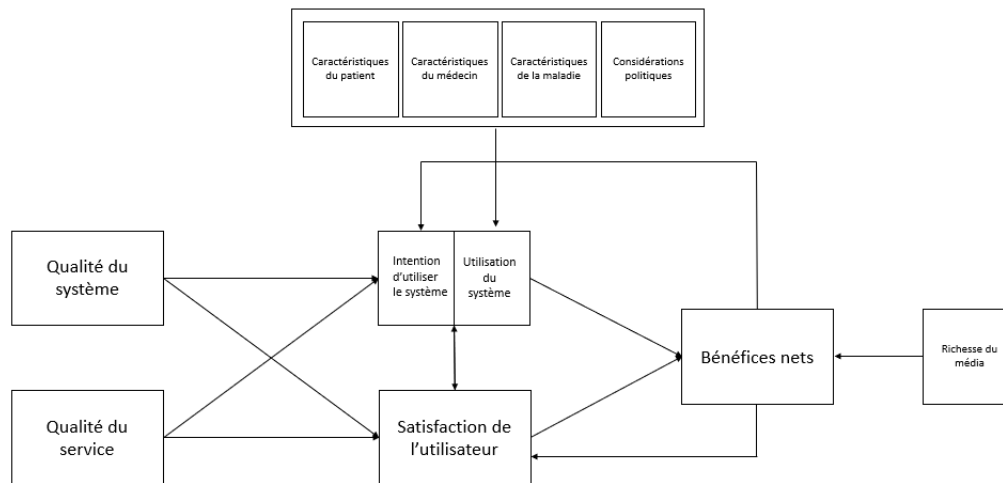 Caractéristiques
du patient
Caractéristiques
du médecin
Caractéristiques
de la maladie
Considérations
politiques
Qualité du
système
Intention
d'utiliser
le système
Utilisation
du
système
Bénéfices nets
Richesse du
média
Qualité du
service
Satisfaction de
l'utilisateur